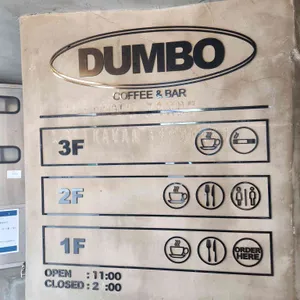 DUMBO
COFFEE & BAR
3F
2F
1F
ORDER
HERE
OPEN : 11:00
CLOSED : 2 :00